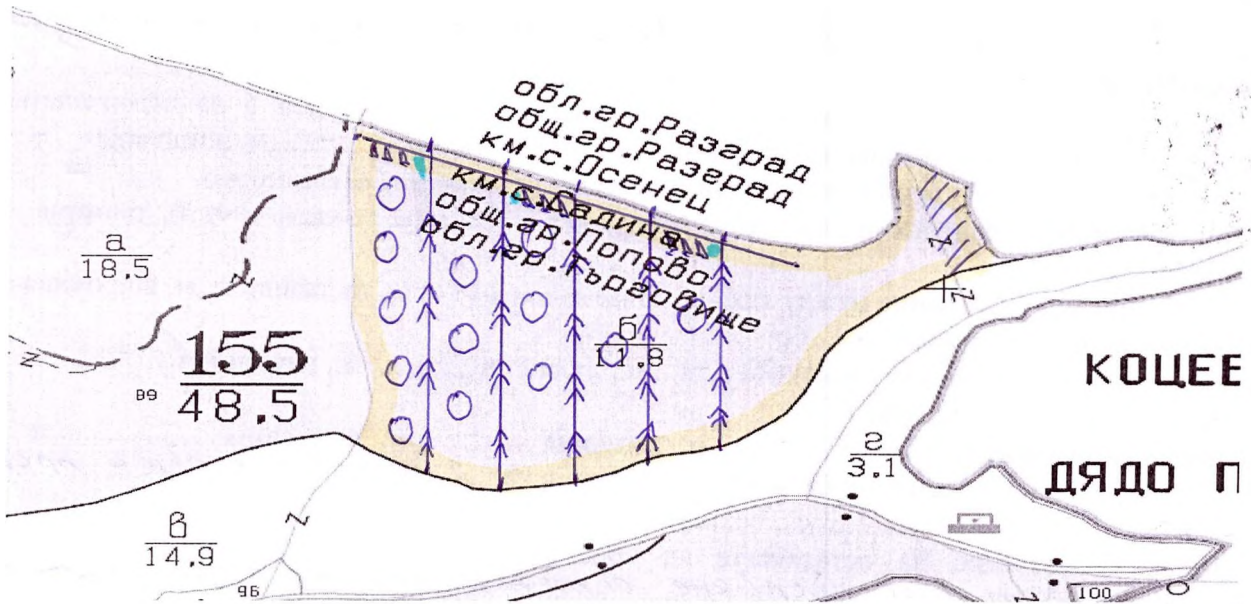 обл.гр.Разград
общ.гр.Разград
км.с.Осенец
км.с.Садина
общ.гр.Попово
обл.гр.Търговище
а
18,5
155
48.5
б
11,8
КОЦЕЕ
г
3.1
ДЯДО П
в
14,9
96
100